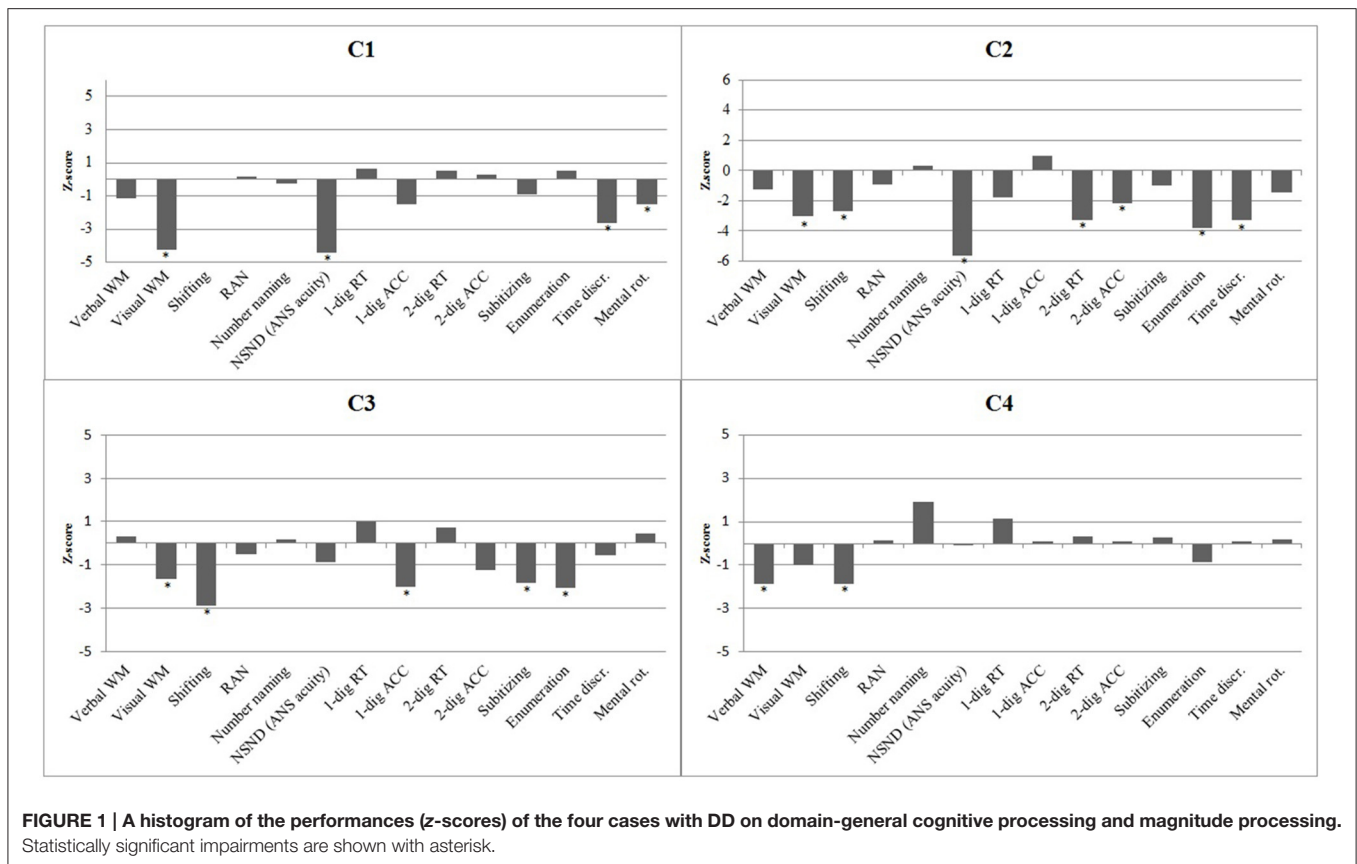 C1
Z-score
5
3
1
-1
-3
-5
*
*
*
*
Verbal WM
Visual WM
Shifting
RAN
Number naming
NSND (ANS acuity)
1-dig RT
1-dig ACC
2-dig RT
2-dig ACC
Subitizing
Enumeration
Time discr.
Mental rot.
C2
Z-score
6
4
2
0
-2
-4
-6
*
*
*
*
*
*
*
Verbal WM
Visual WM
Shifting
RAN
Number naming
NSND (ANS acuity)
1-dig RT
1-dig ACC
2-dig RT
2-dig ACC
Subitizing
Enumeration
Time discr.
Mental rot.
C3
Z-score
5
3
1
-1
-3
-5
*
*
*
*
*
Verbal WM
Visual WM
Shifting
RAN
Number naming
NSND (ANS acuity)
1-dig RT
1-dig ACC
2-dig RT
2-dig ACC
Subitizing
Enumeration
Time discr.
Mental rot.
C4
Z-score
5
3
1
-1
-3
-5
*
*
Verbal WM
Visual WM
Shifting
RAN
Number naming
NSND (ANS acuity)
1-dig RT
1-dig ACC
2-dig RT
2-dig ACC
Subitizing
Enumeration
Time discr.
Mental rot.
FIGURE 1 | A histogram of the performances (z-scores) of the four cases with DD on domain-general cognitive processing and magnitude processing.
Statistically significant impairments are shown with asterisk.